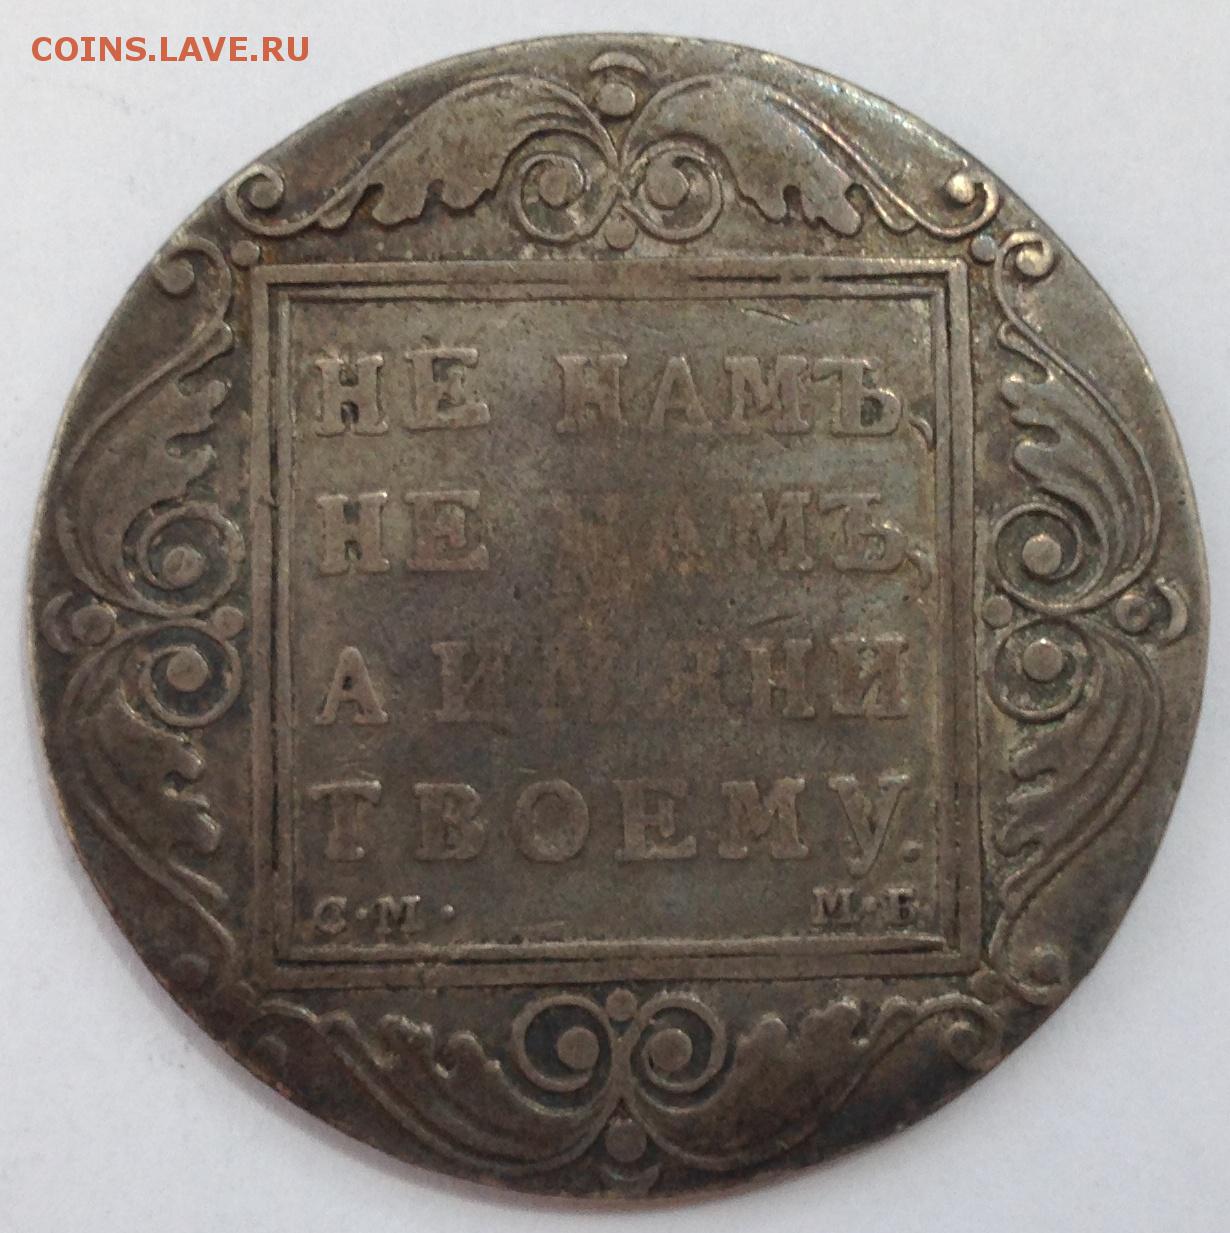 COINS.LAVE.RU
НЕ НАМЪ,
НЕ НАМЪ,
А ИМЯНИ
ТВОЕМУ.
С·М· М·Б·